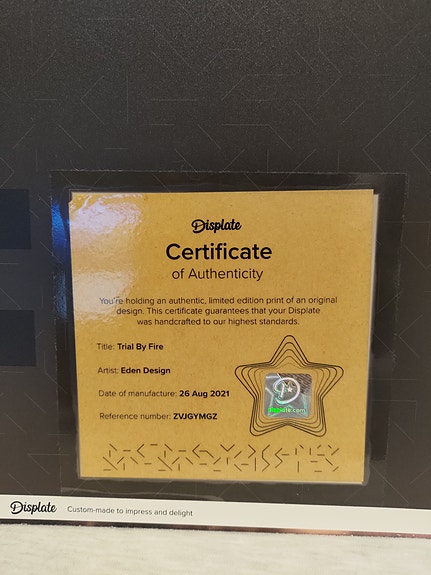 Displate
Certificate
of Authenticity
You're holding an authentic, limited edition print of an original
design. This certificate guarantees that your Displate
was handcrafted to our highest standards.
Title: Trial By Fire
Artist: Eden Design
Date of manufacture: 26 Aug 2021
Reference number: ZVJGYMGZ
Displate Custom-made to impress and delight